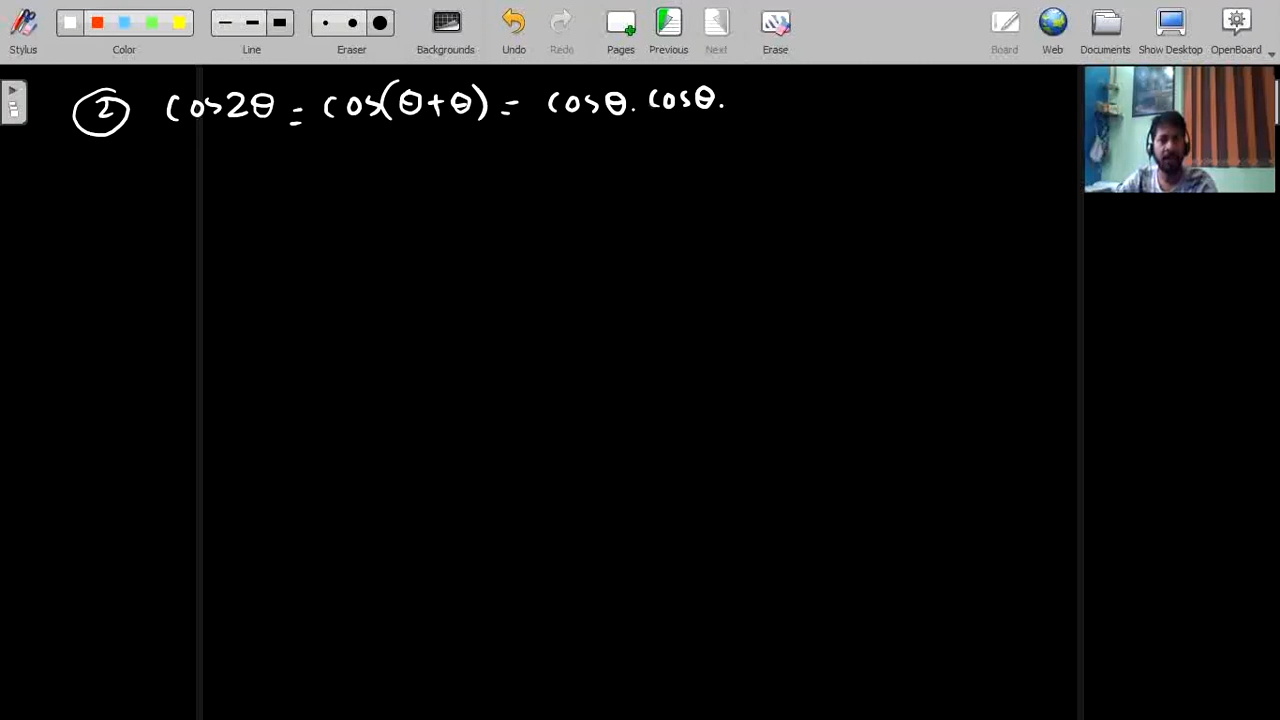 Stylus Color Line Eraser Backgrounds Undo Redo Pages Previous Next Erase Board Web Documents Show Desktop OpenBoard
② cos2θ = cos(θ+θ) = cosθ. cosθ.